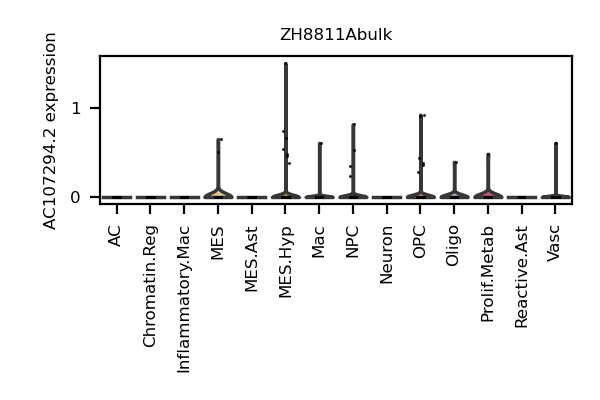 ZH8811Abulk
AC107294.2 expression
1
0
AC
Chromatin.Reg
Inflammatory.Mac
MES
MES.Ast
MES.Hyp
Mac
NPC
Neuron
OPC
Oligo
Prolif.Metab
Reactive.Ast
Vasc